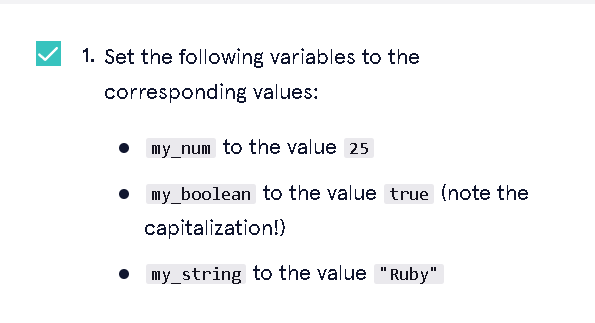 1. Set the following variables to the
corresponding values:
my_num to the value 25
my_boolean to the value true (note the
capitalization!)
my_string to the value "Ruby"